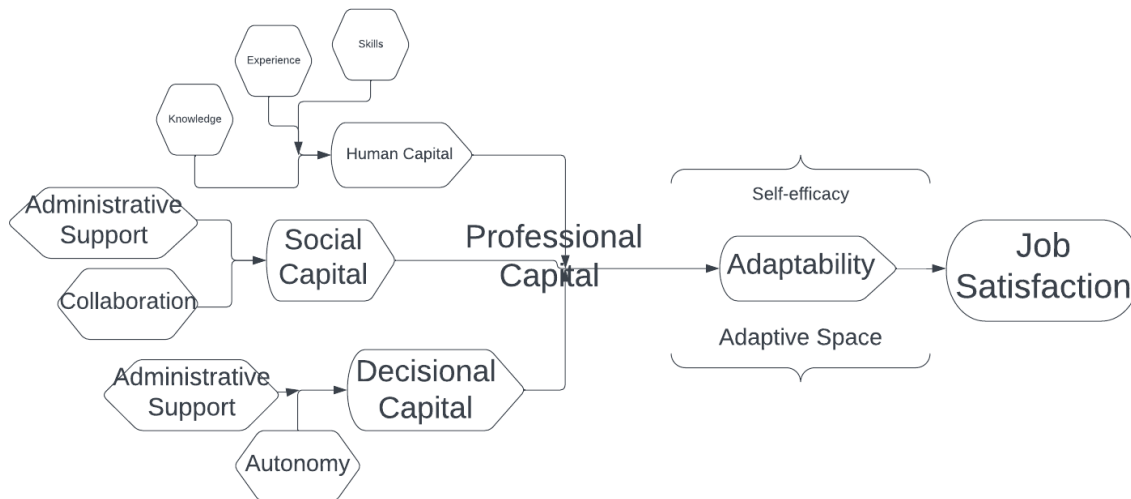 Skills
Experience
Knowledge
Human Capital
Administrative
Support
Social
Capital
Collaboration
Administrative
Support
Autonomy
Decisional
Capital
Professional
Capital
Self-efficacy
Adaptability
Adaptive Space
Job
Satisfaction